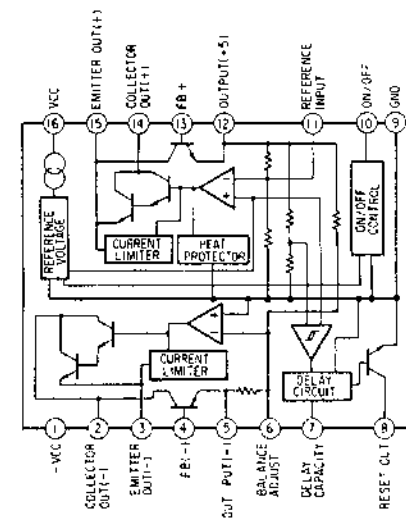 16
15
14
13
12
11
10
9
VCC
EMITTER OUT(+)
COLLECTOR
OUT(+)
FB+
OUTPUT(+5)
REFERENCE
INPUT
ON/OFF
GND
REFERENCE
VOLTAGE
CURRENT
LIMITER
HEAT
PROTECTOR
ON/OFF
CONTROL
CURRENT
LIMITER
DELAY
CIRCUIT
1
2
3
4
5
6
7
8
-VCC
COLLECTOR
OUT(-)
EMITTER
OUT(-)
FB(-)
OUT PUT(-)
BALANCE
ADJUST
DELAY
CAPACITY
RESET OUT